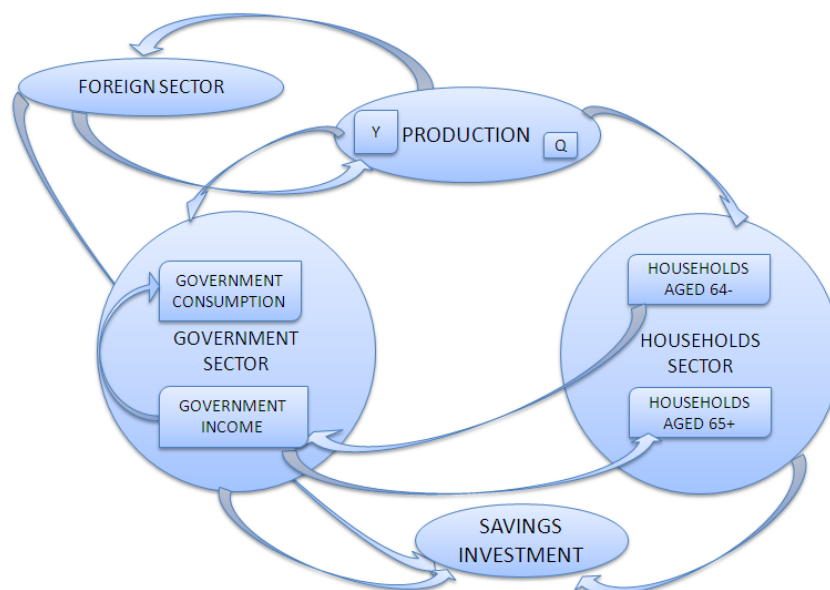 FOREIGN SECTOR
Y
PRODUCTION
Q
GOVERNMENT
CONSUMPTION
GOVERNMENT
SECTOR
GOVERNMENT
INCOME
HOUSEHOLDS
AGED 64-
HOUSEHOLDS
SECTOR
HOUSEHOLDS
AGED 65+
SAVINGS
INVESTMENT